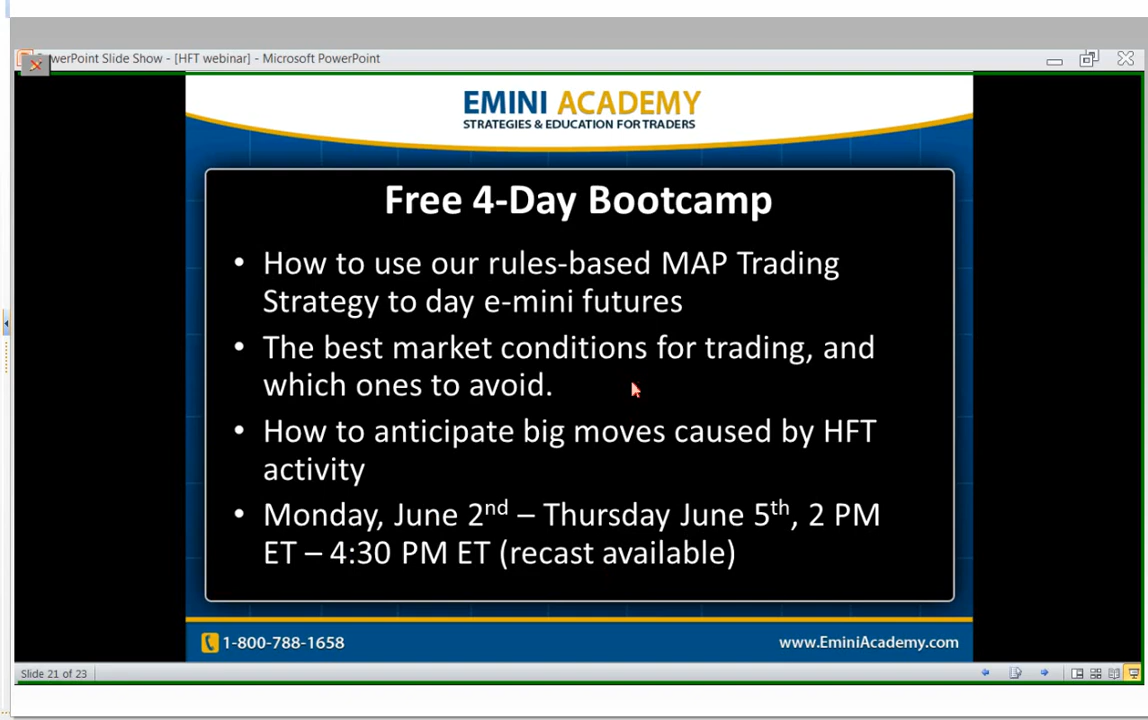 werPoint Slide Show - [HFT webinar] - Microsoft PowerPoint
EMINI ACADEMY
STRATEGIES & EDUCATION FOR TRADERS
Free 4-Day Bootcamp
• How to use our rules-based MAP Trading
Strategy to day e-mini futures
• The best market conditions for trading, and
which ones to avoid.
• How to anticipate big moves caused by HFT
activity
• Monday, June 2nd – Thursday June 5th, 2 PM
ET – 4:30 PM ET (recast available)
1-800-788-1658
www.EminiAcademy.com
Slide 21 of 23